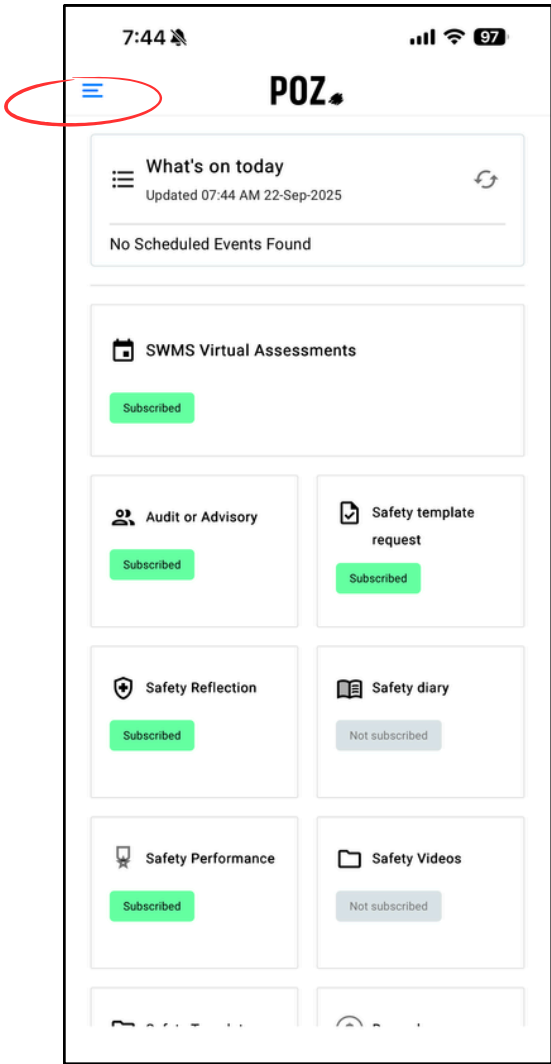 7:44
97
POZ
What's on today
Updated 07:44 AM 22-Sep-2025
No Scheduled Events Found
SWMS Virtual Assessments
Subscribed
Audit or Advisory
Subscribed
Safety template
request
Subscribed
Safety Reflection
Subscribed
Safety diary
Not subscribed
Safety Performance
Subscribed
Safety Videos
Not subscribed